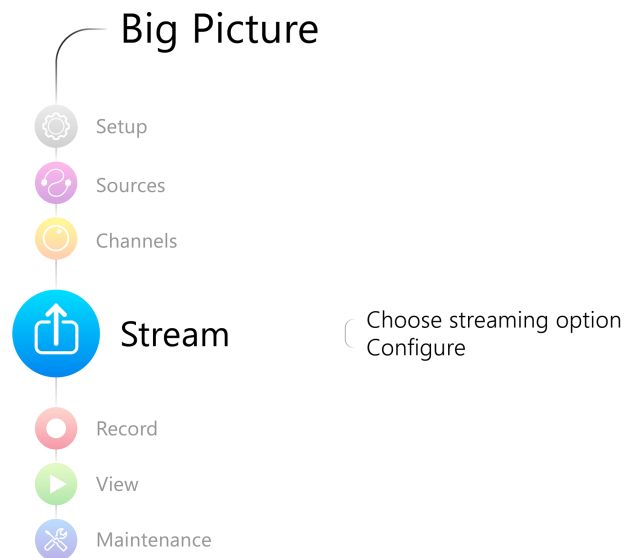 Big Picture
Setup
Sources
Channels
Stream
Choose streaming option
Configure
Record
View
Maintenance